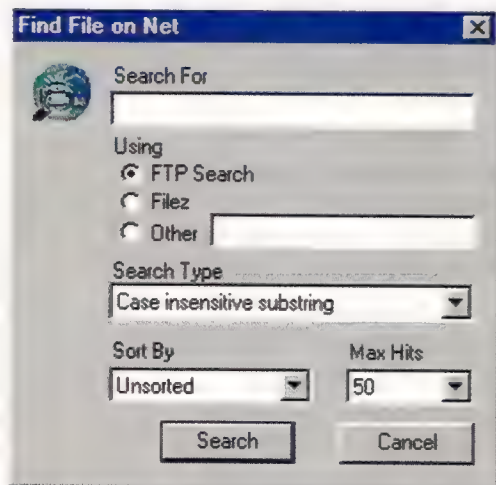 Find File on Net
Search For
Using
FTP Search
Filez
Other
Search Type
Case insensitive substring
Sort By
Max Hits
Unsorted
50
Search
Cancel